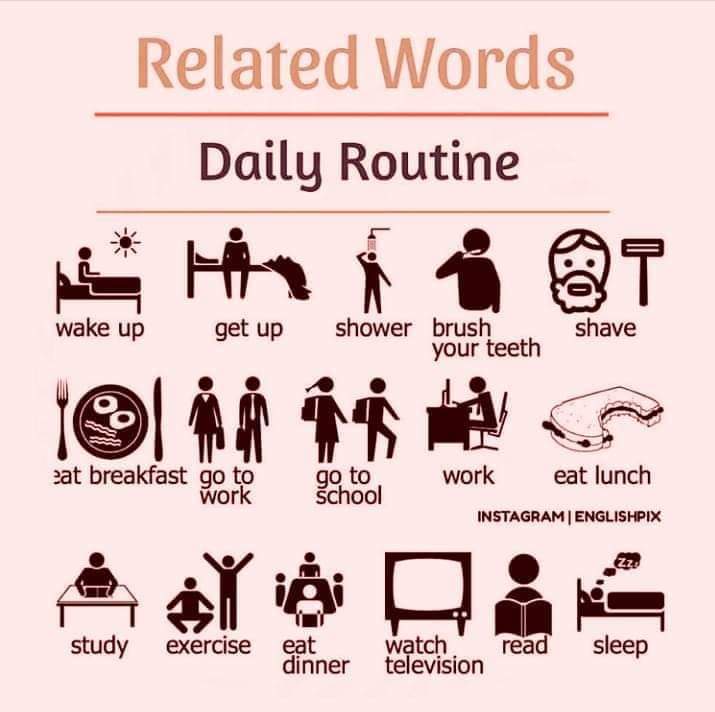 Related Words
Daily Routine
wake up
get up
shower
brush
your teeth
shave
eat breakfast
go to
work
go to
school
work
eat lunch
INSTAGRAM | ENGLISHPIX
Zz
study
exercise
eat
dinner
watch
television
read
sleep